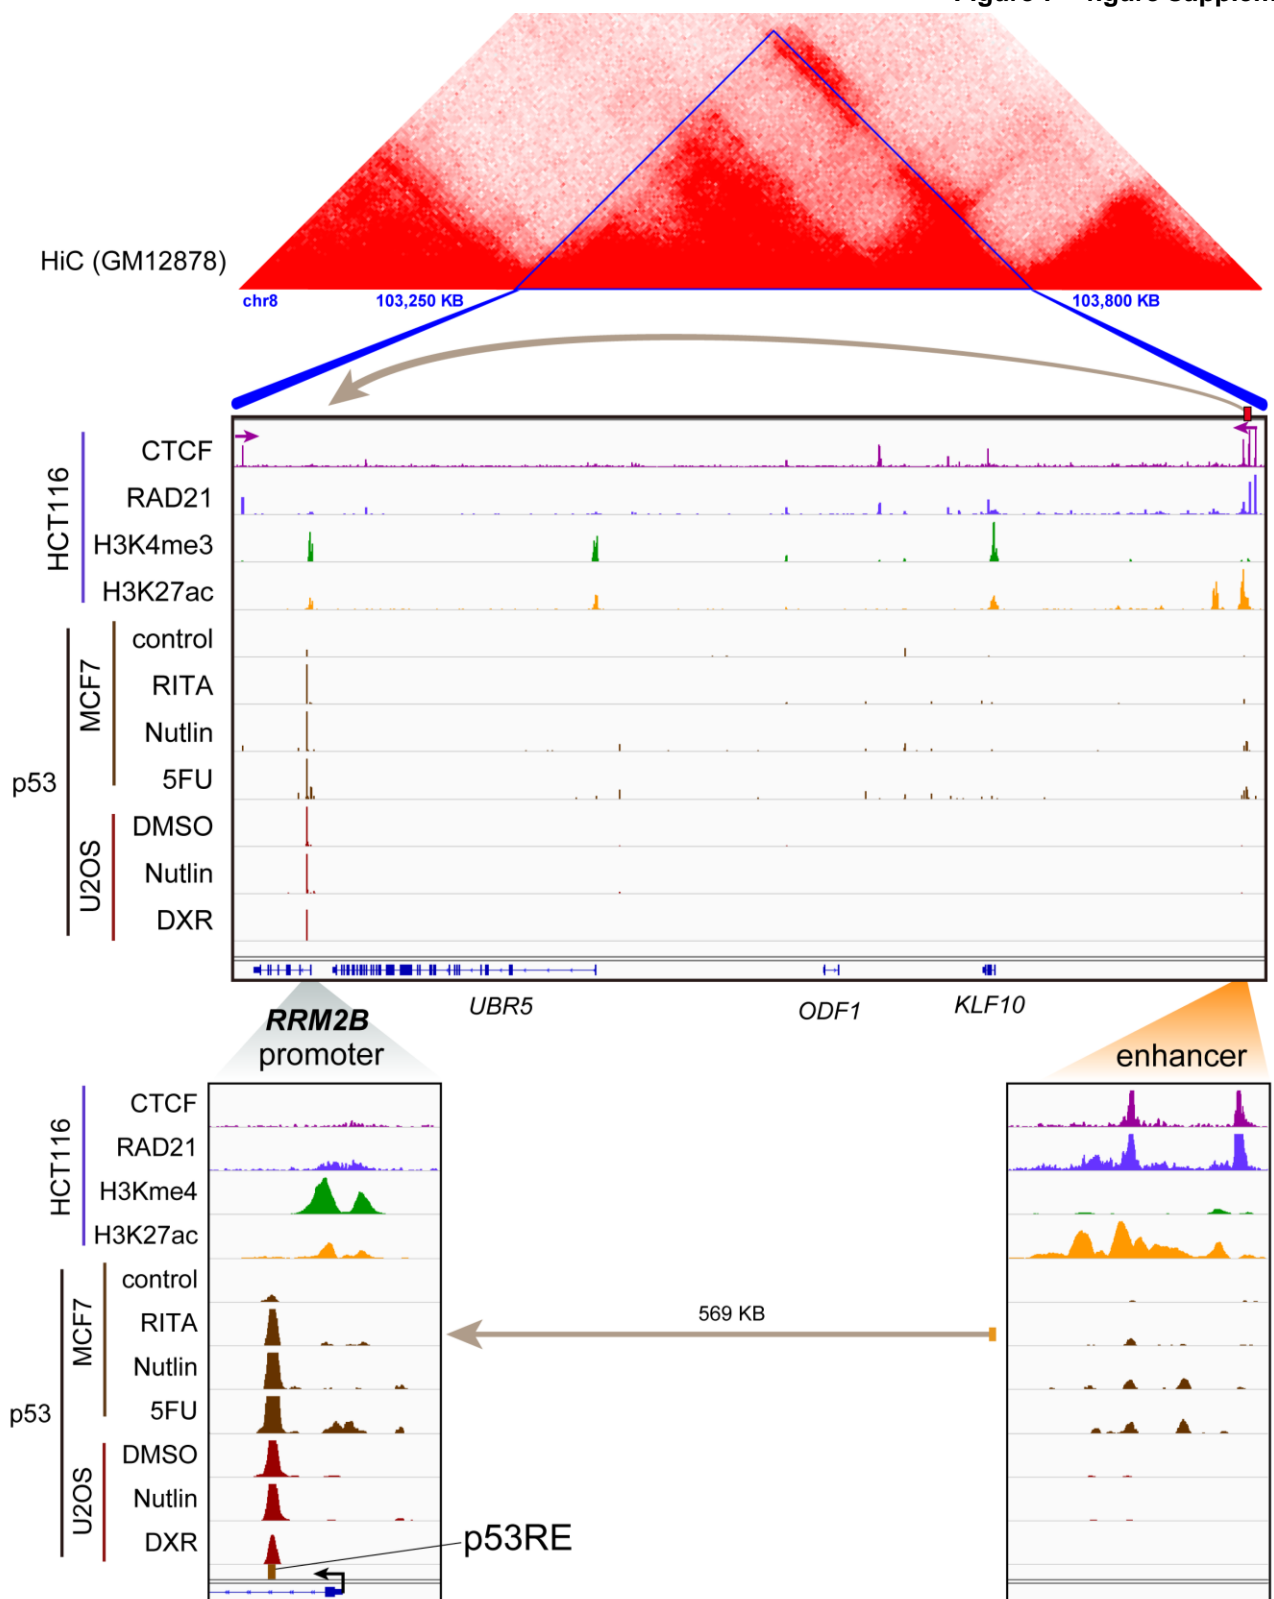 HiC (GM12878)
chr8
103,250 KB
103,800 KB
HCT116
CTCF
RAD21
H3K4me3
H3K27ac
p53
MCF7
control
RITA
Nutlin
5FU
U2OS
DMSO
Nutlin
DXR
RRM2B
promoter
UBR5
ODF1
KLF10
enhancer
HCT116
CTCF
RAD21
H3Kme4
H3K27ac
p53
MCF7
control
RITA
Nutlin
5FU
569 KB
U2OS
DMSO
Nutlin
DXR
p53RE